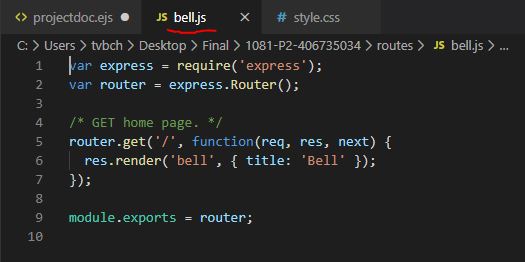 <> projectdoc.ejs ●
JS bell.js ×
# style.css
C: > Users > tvbch > Desktop > Final > 1081-P2-406735034 > routes > JS bell.js > ...
1 var express = require('express');
2 var router = express.Router();
3
4 /* GET home page. */
5 router.get('/', function(req, res, next) {
6   res.render('bell', { title: 'Bell' });
7 });
8
9 module.exports = router;
10